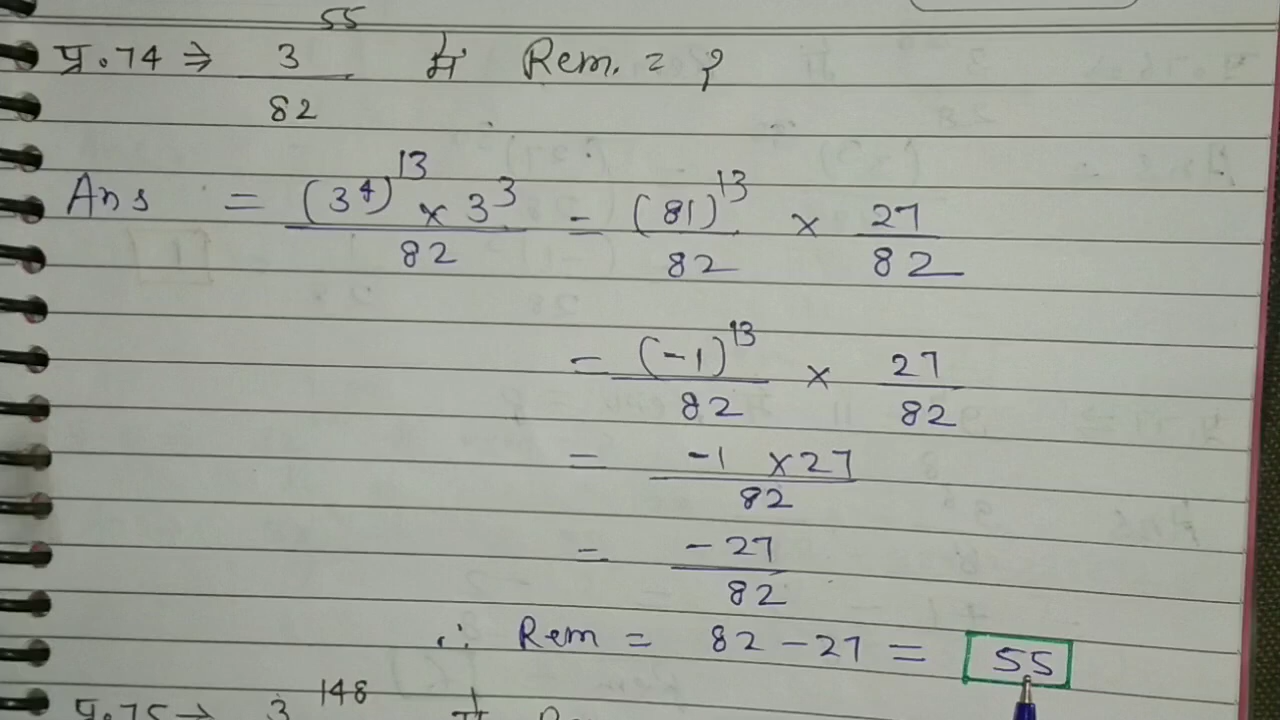 प्र.74 ⇒ 3^55 / 82 में Rem. = ?
Ans = (3^4)^13 × 3^3 / 82 = (81)^13 / 82 × 27 / 82
= (-1)^13 / 82 × 27 / 82
= -1 × 27 / 82
= -27 / 82
∴ Rem = 82 - 27 = 55
प्र.75 → 3^148 में